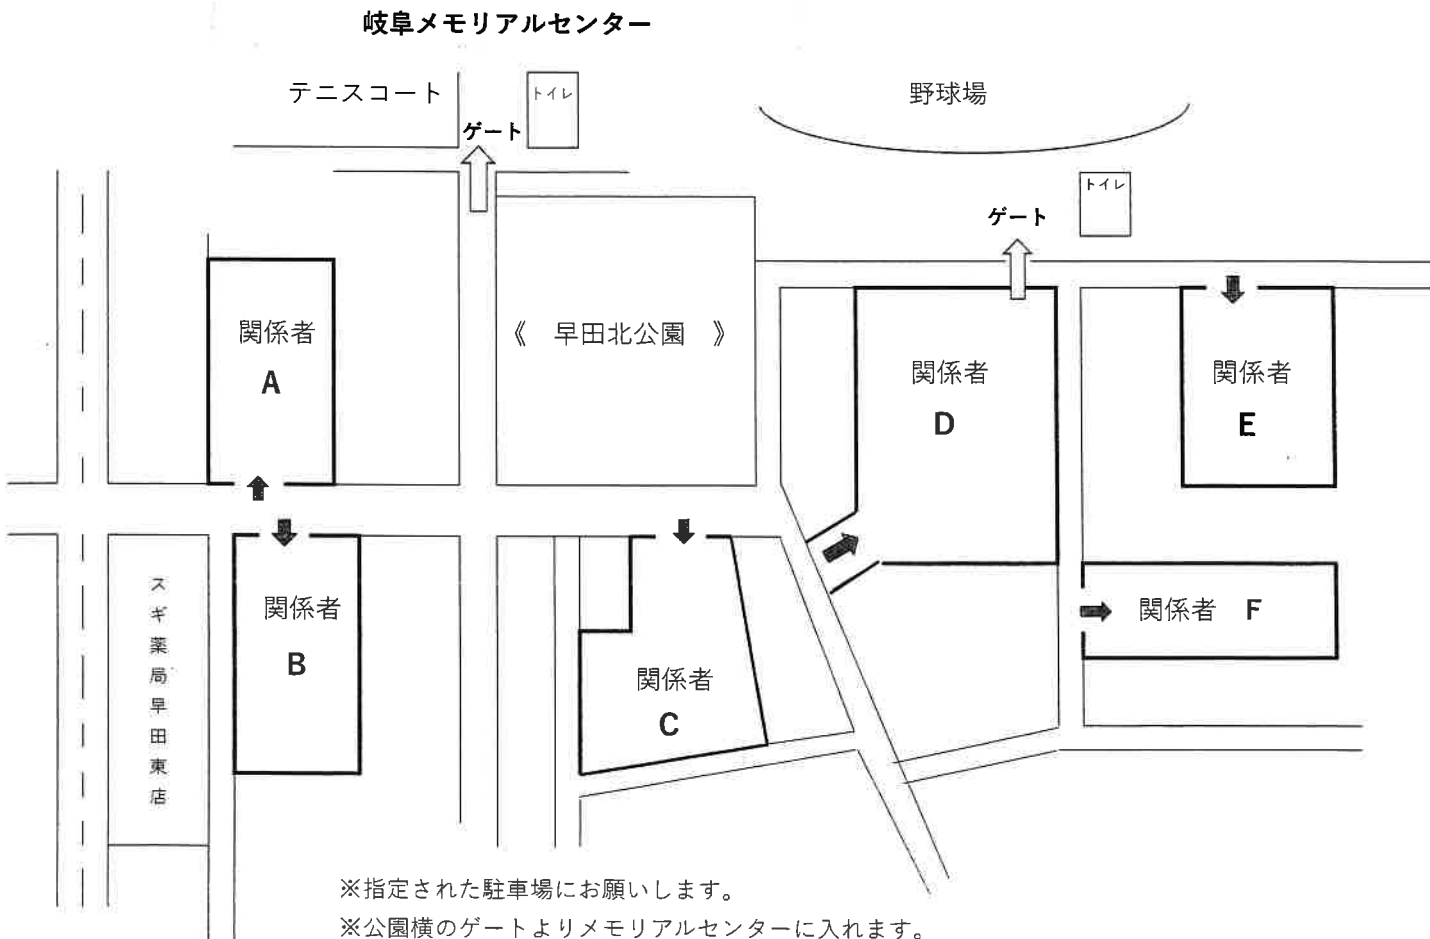 岐阜メモリアルセンター
テニスコート
トイレ
野球場
ゲート
トイレ
ゲート
関係者
A
《 早田北公園 》
関係者
D
関係者
E
関係者
B
スギ薬局早田東店
関係者
C
関係者 F
※指定された駐車場にお願いします。
※公園横のゲートよりメモリアルセンターに入れます。